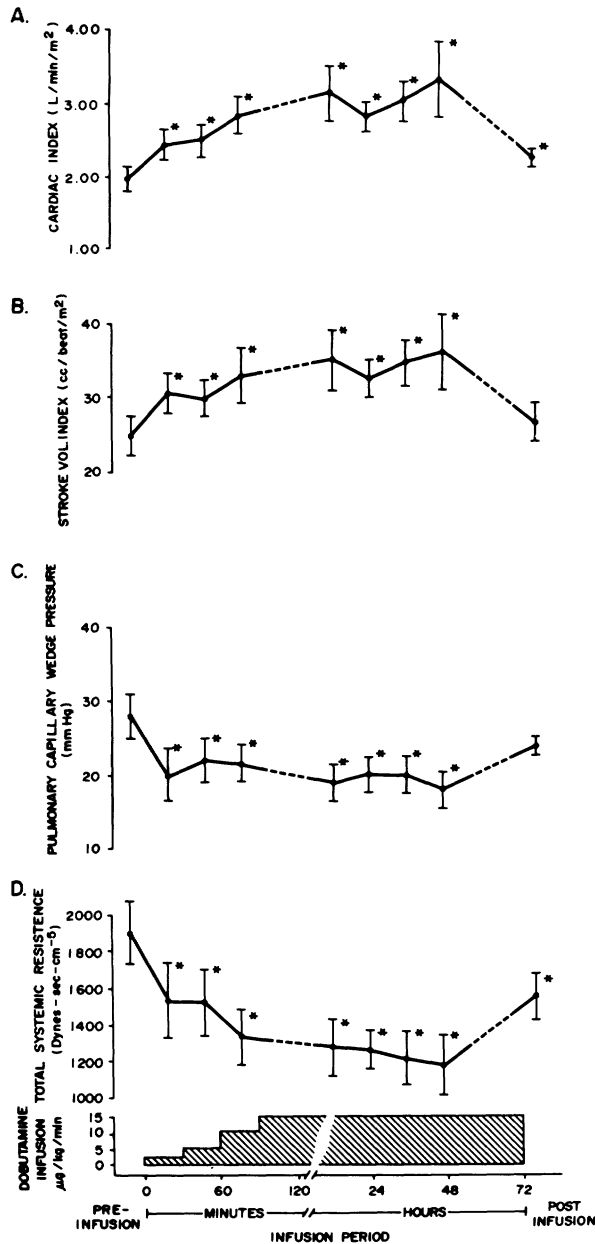 A.
CARDIAC INDEX (L/min/m²)
4.00
3.00
2.00
1.00
* * * * * * * *
B.
STROKE VOL. INDEX (cc/beat/m²)
40
30
20
* * * * * * *
C.
PULMONARY CAPILLARY WEDGE PRESSURE
(mmHg)
40
30
20
10
* * * * * * *
D.
TOTAL SYSTEMIC RESISTENCE
(Dynes-sec-cm⁻⁵)
2000
1800
1600
1400
1200
1000
* * * * * * * *
DOBUTAMINE
INFUSION
µg/kg/min
15
10
5
0
0 60 120 24 48 72
PRE-
INFUSION
MINUTES
HOURS
POST
INFUSION
INFUSION PERIOD